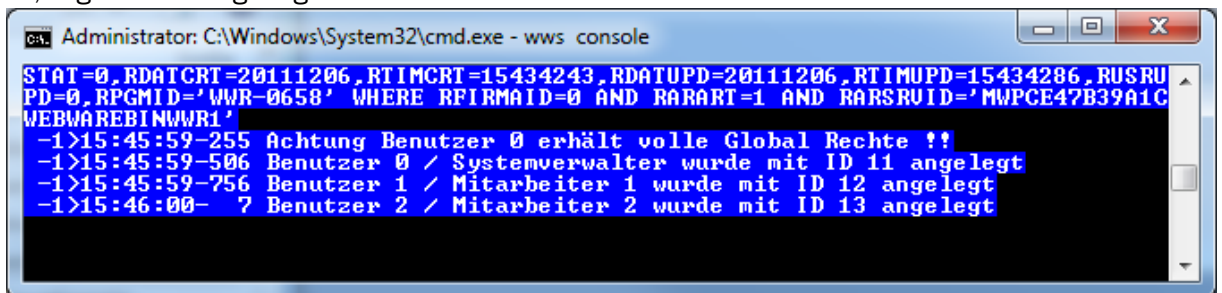 Administrator: C:\Windows\System32\cmd.exe - wws console
STAT=0,RDATCRT=20111206,RTIMCRT=15434243,RDATUPD=20111206,RTIMUPD=15434286,RUSRU
PD=0,RPGMID='WWR-0658' WHERE RFIRMAID=0 AND RARART=1 AND RARSRVID='MWPCE47B39A1C
WEBWAREBINWWR1'
-1>15:45:59-255 Achtung Benutzer 0 erhält volle Global Rechte !!
-1>15:45:59-506 Benutzer 0 / Systemverwalter wurde mit ID 11 angelegt
-1>15:45:59-756 Benutzer 1 / Mitarbeiter 1 wurde mit ID 12 angelegt
-1>15:46:00-  7 Benutzer 2 / Mitarbeiter 2 wurde mit ID 13 angelegt